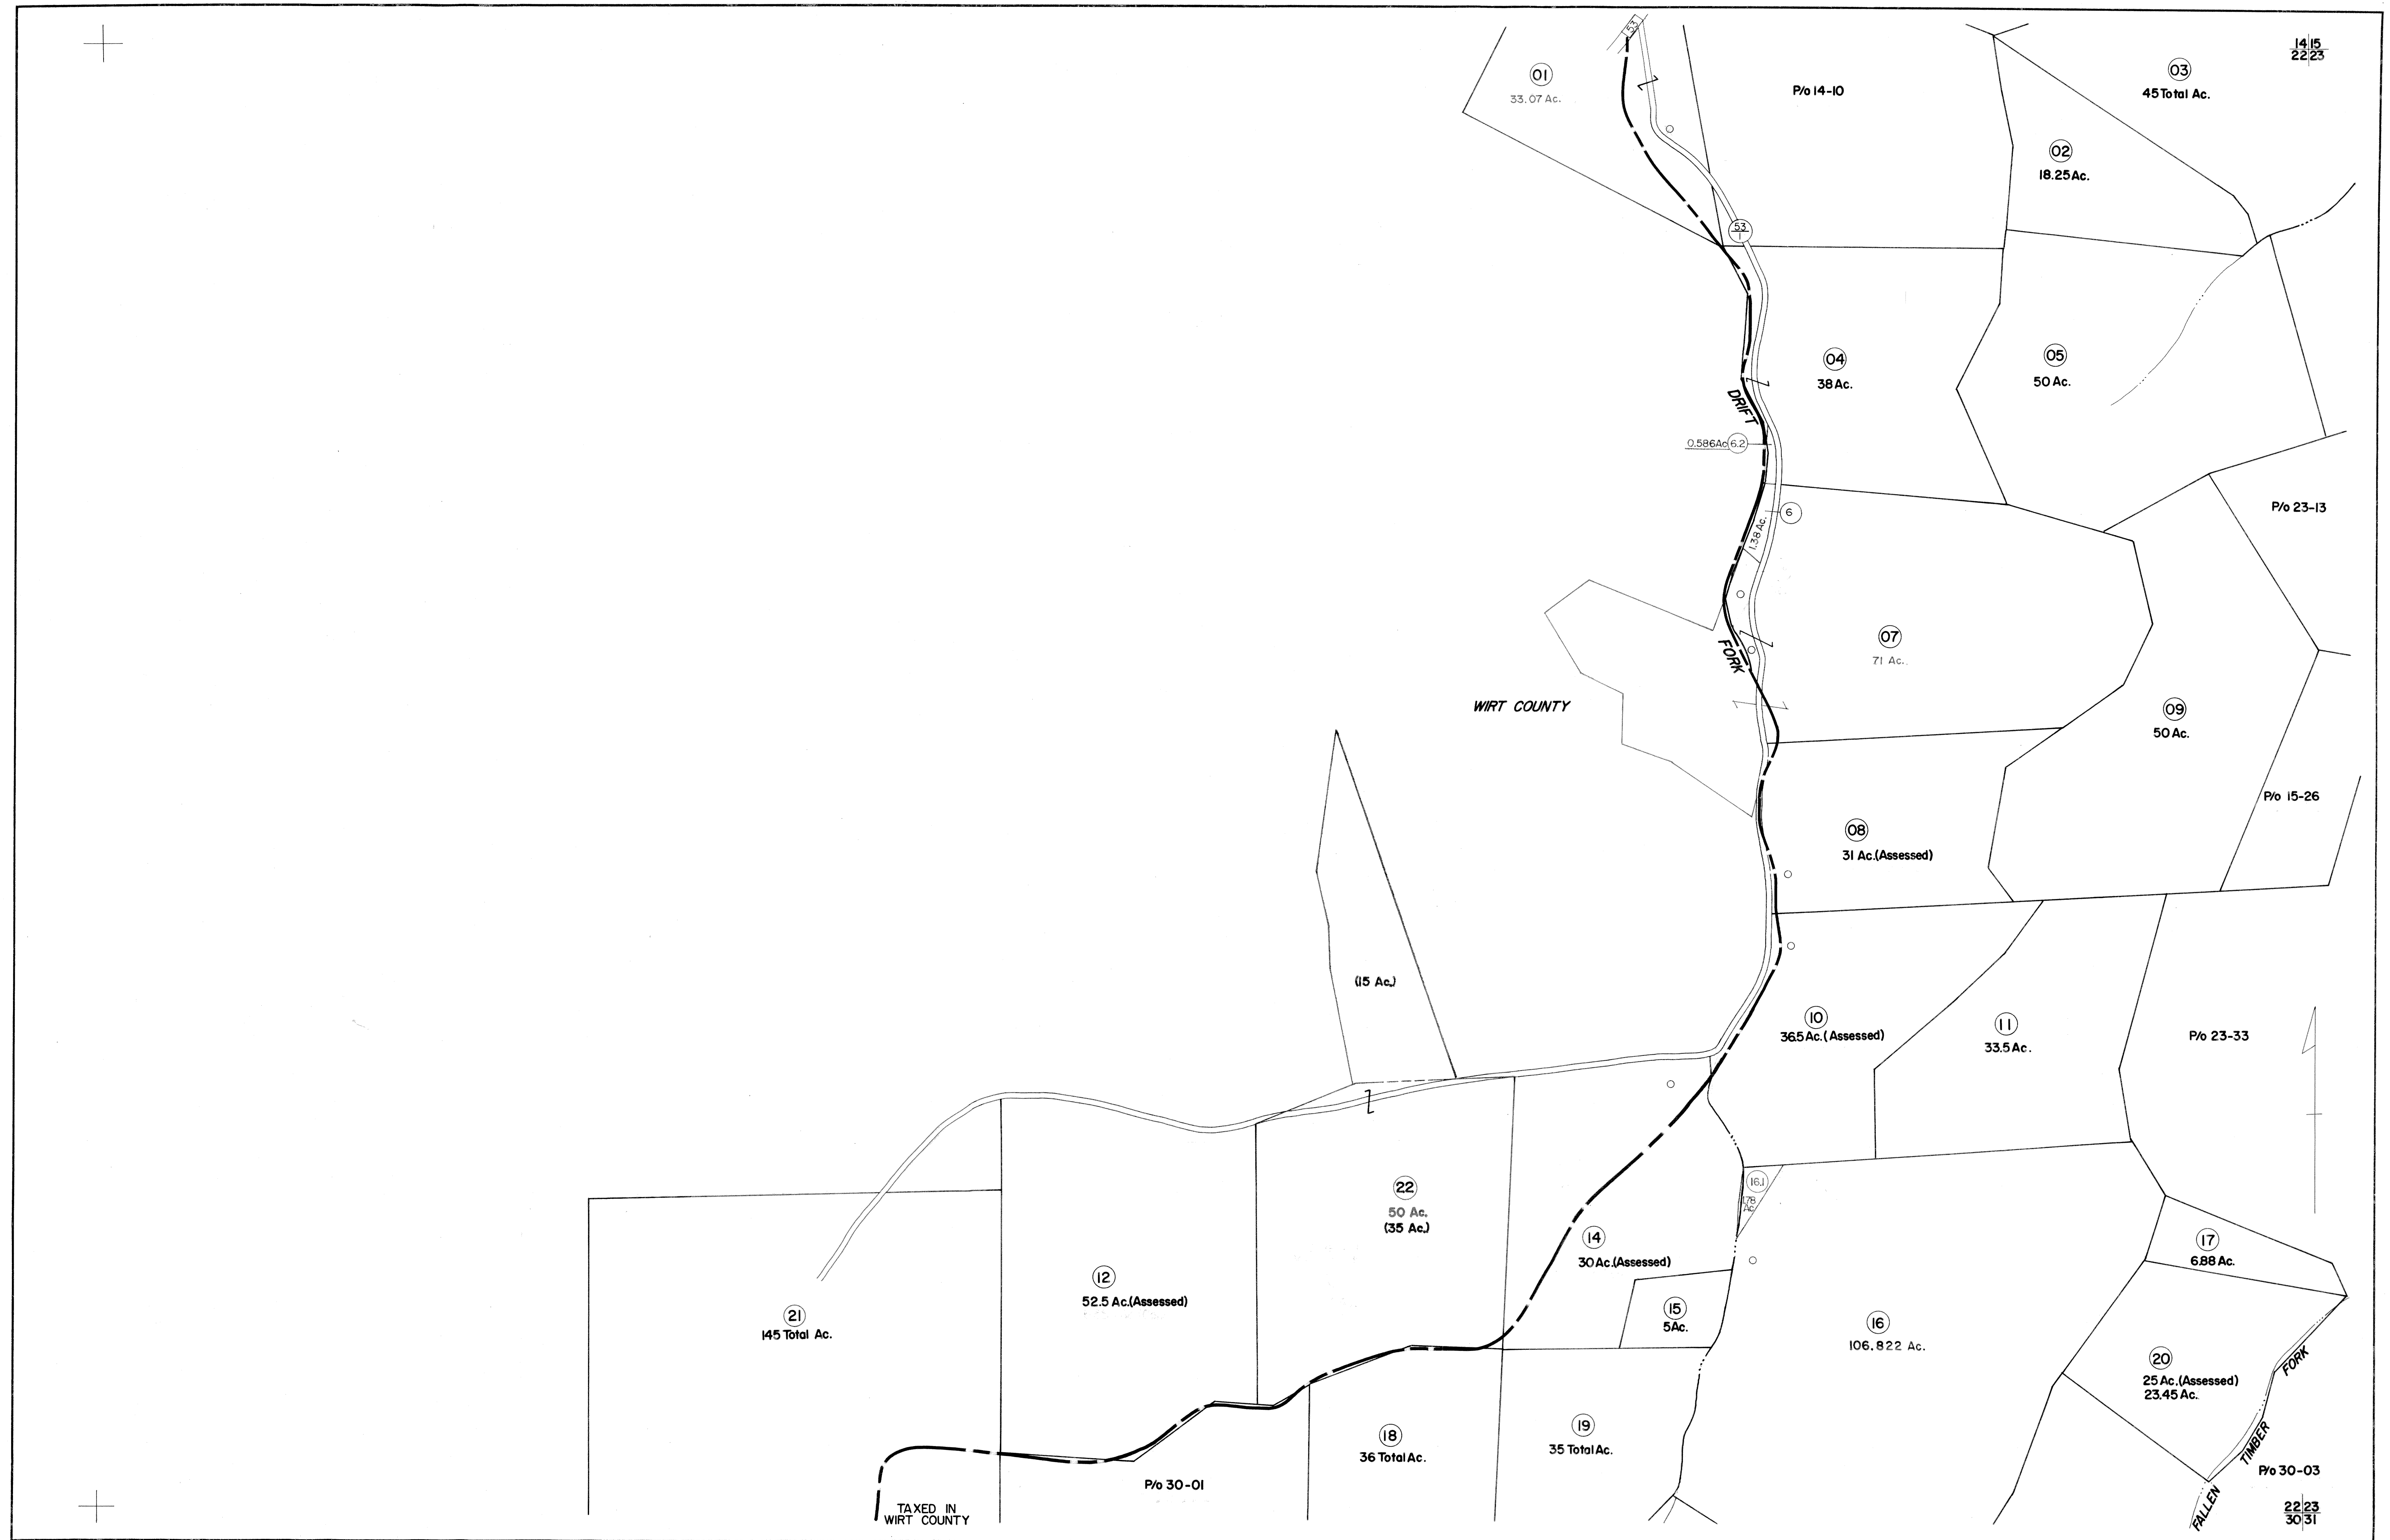 53
14 15
22 23
01
33.07 Ac.
P/o 14-10
03
45 Total Ac.
02
18.25 Ac.
53
1
04
38 Ac.
05
50 Ac.
DRIFT
0.586Ac 6.2
P/o 23-13
6
1.38 Ac.
07
71 Ac.
FORK
WIRT COUNTY
09
50 Ac.
P/o 15-26
08
31 Ac.(Assessed)
(15 Ac.)
10
36.5 Ac.(Assessed)
11
33.5 Ac.
P/o 23-33
16.1
1.78
Ac.
22
50 Ac.
(35 Ac.)
14
30 Ac.(Assessed)
17
6.88 Ac.
12
52.5 Ac.(Assessed)
21
145 Total Ac.
15
5Ac.
16
106.822 Ac.
20
25 Ac.(Assessed)
23.45 Ac.
FALLEN TIMBER FORK
18
36 Total Ac.
19
35 Total Ac.
P/o 30-01
P/o 30-03
TAXED IN
WIRT COUNTY
22 23
30 31